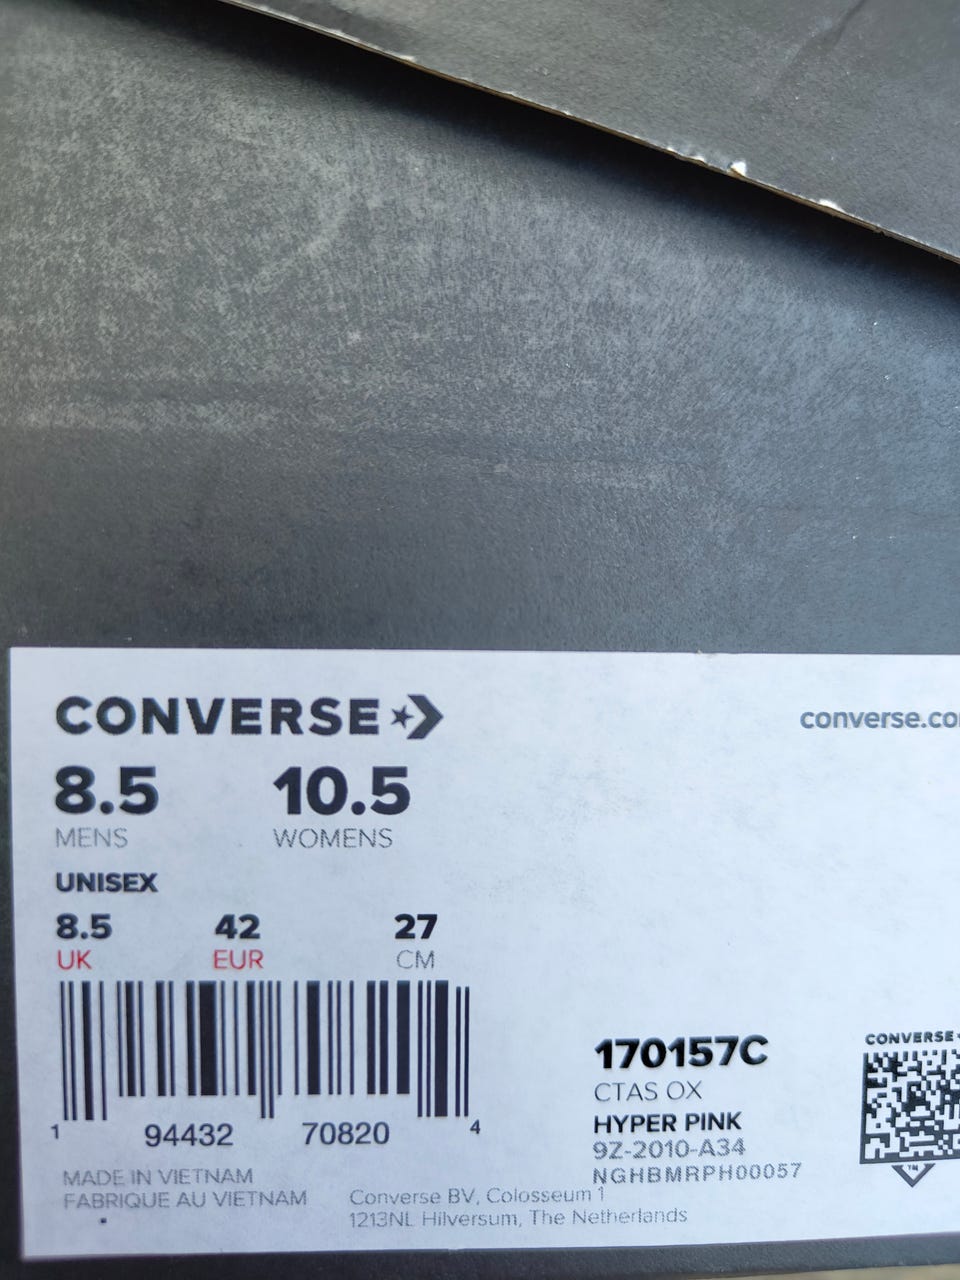 CONVERSE
converse.co
8.5 10.5
MENS WOMENS
UNISEX
8.5 42 27
UK EUR CM
1 94432 70820 4
170157C
CTAS OX
HYPER PINK
9Z-2010-A34
NGHBMRPH00057
CONVERSE
TM
MADE IN VIETNAM
FABRIQUE AU VIETNAM
Converse BV, Colosseum 1
1213NL Hilversum, The Netherlands